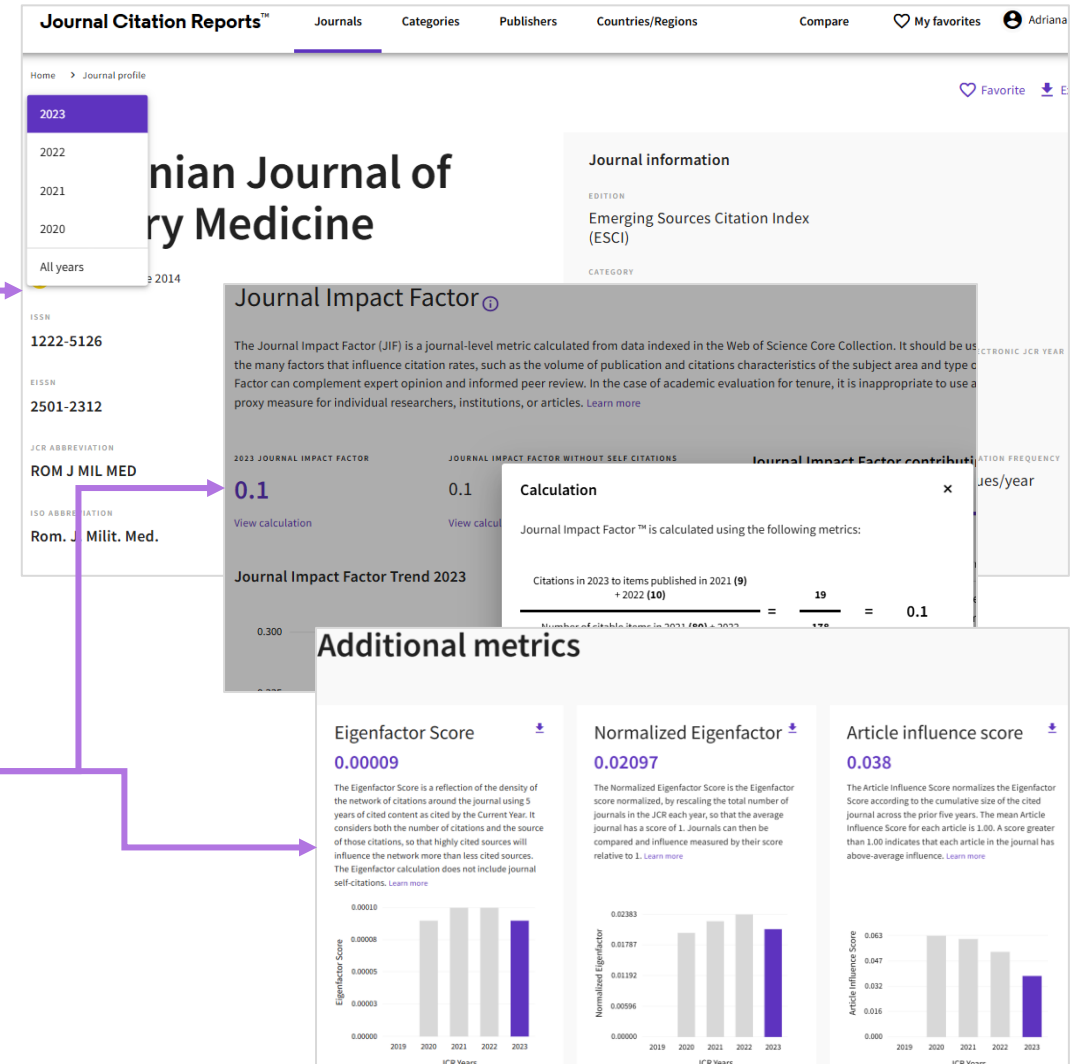 Journal Citation Reports™
Journals
Categories
Publishers
Countries/Regions
Compare
My favorites
Adriana
Home > Journal profile
Favorite
2023
2022
2021
2020
All years
nian Journal of
ry Medicine
2014
ISSN
1222-5126
EISSN
2501-2312
JCR ABBREVIATION
ROM J MIL MED
ISO ABBREVIATION
Rom. J. Milit. Med.
Journal information
EDITION
Emerging Sources Citation Index
(ESCI)
CATEGORY
CTRONIC JCR YEAR
ATION FREQUENCY
ues/year
Journal Impact Factor
The Journal Impact Factor (JIF) is a journal-level metric calculated from data indexed in the Web of Science Core Collection. It should be us
the many factors that influence citation rates, such as the volume of publication and citations characteristics of the subject area and type o
Factor can complement expert opinion and informed peer review. In the case of academic evaluation for tenure, it is inappropriate to use a
proxy measure for individual researchers, institutions, or articles. Learn more
2023 JOURNAL IMPACT FACTOR
0.1
View calculation
JOURNAL IMPACT FACTOR WITHOUT SELF CITATIONS
0.1
View calcul
Journal Impact Factor contributi
Journal Impact Factor Trend 2023
0.300
Calculation
×
Journal Impact Factor ™ is calculated using the following metrics:
Citations in 2023 to items published in 2021 (9)
+ 2022 (10)
=
19
=
0.1
Number of citable items in 2021 (89) + 2022
178
Additional metrics
Eigenfactor Score
0.00009
The Eigenfactor Score is a reflection of the density of
the network of citations around the journal using 5
years of cited content as cited by the Current Year. It
considers both the number of citations and the source
of those citations, so that highly cited sources will
influence the network more than less cited sources.
The Eigenfactor calculation does not include journal
self-citations. Learn more
0.00010
0.00008
0.00005
0.00003
0.00000
Eigenfactor Score
2019 2020 2021 2022 2023
JCR Years
Normalized Eigenfactor
0.02097
The Normalized Eigenfactor Score is the Eigenfactor
score normalized, by rescaling the total number of
journals in the JCR each year, so that the average
journal has a score of 1. Journals can then be
compared and influence measured by their score
relative to 1. Learn more
0.02383
0.01787
0.01192
0.00596
0.00000
Normalized Eigenfactor
2019 2020 2021 2022 2023
JCR Years
Article influence score
0.038
The Article Influence Score normalizes the Eigenfactor
Score according to the cumulative size of the cited
journal across the prior five years. The mean Article
Influence Score for each article is 1.00. A score greater
than 1.00 indicates that each article in the journal has
above-average influence. Learn more
0.063
0.047
0.032
0.016
0.000
Article Influence Score
2019 2020 2021 2022 2023
JCR Years